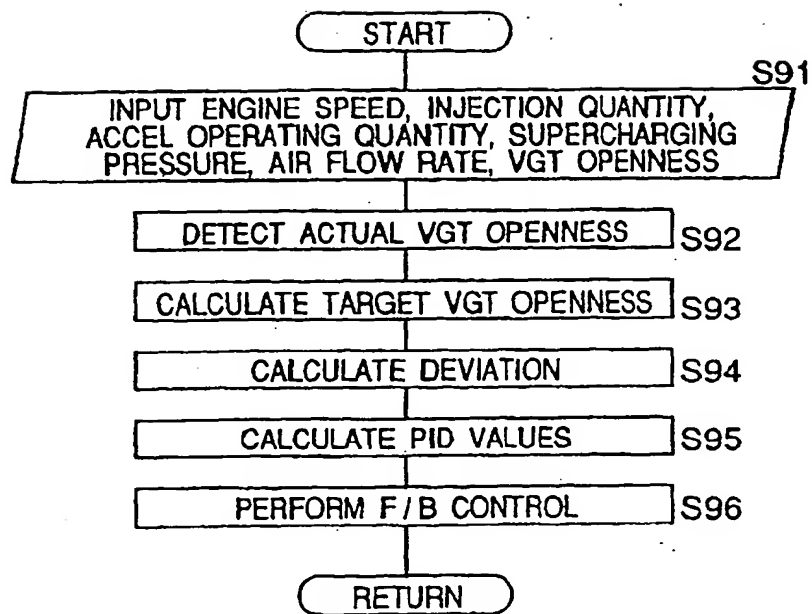 START
S91
INPUT ENGINE SPEED, INJECTION QUANTITY,
ACCEL OPERATING QUANTITY, SUPERCHARGING
PRESSURE, AIR FLOW RATE, VGT OPENNESS
DETECT ACTUAL VGT OPENNESS S92
CALCULATE TARGET VGT OPENNESS S93
CALCULATE DEVIATION S94
CALCULATE PID VALUES S95
PERFORM F/B CONTROL S96
RETURN